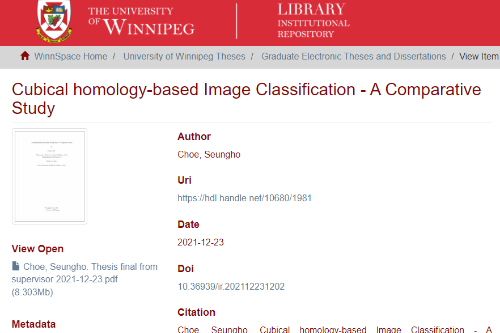 THE UNIVERSITY
OF WINNIPEG
LIBRARY
INSTITUTIONAL
REPOSITORY
WinnSpace Home / University of Winnipeg Theses / Graduate Electronic Theses and Dissertations / View Item
Cubical homology-based Image Classification - A Comparative
Study
Author
Choe, Seungho
Uri
https://hdl.handle.net/10680/1981
Date
2021-12-23
Doi
10.36939/ir.202112231202
Citation
Choe, Seungho. Cubical homology-based Image Classification - A
View Open
Choe, Seungho. Thesis final from
supervisor 2021-12-23.pdf
(8.303Mb)
Metadata